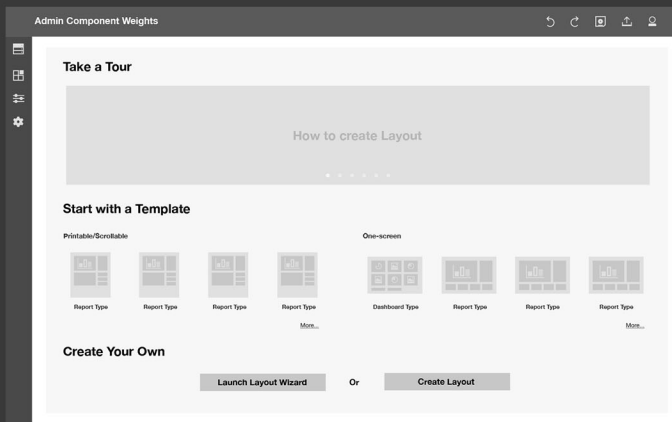 Admin Component Weights
Take a Tour
How to create Layout
Start with a Template
Printable/Scrollable
One-screen
Report Type Report Type Report Type Report Type
Dashboard Type Report Type Report Type Report Type
More...
More...
Create Your Own
Launch Layout Wizard Or Create Layout